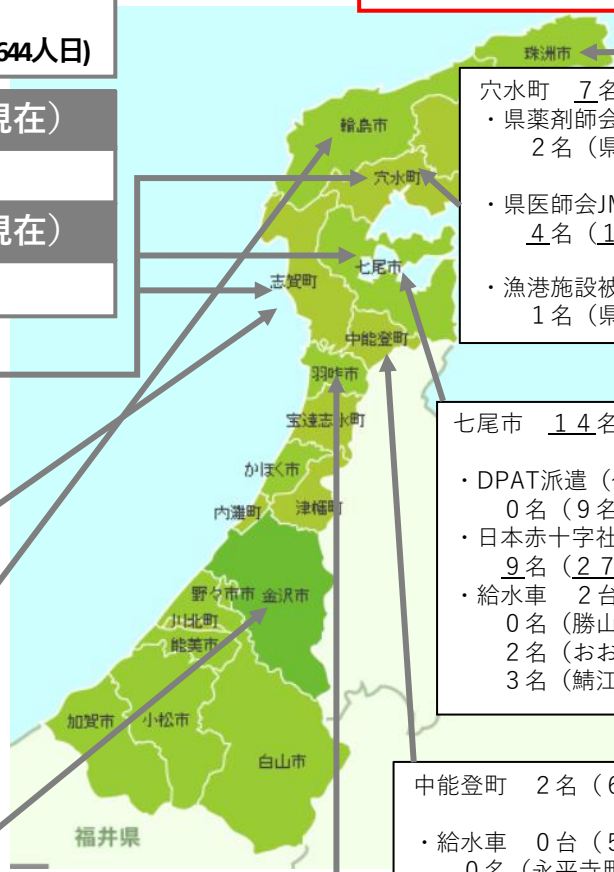 644人日)
現在）
現在）
珠洲市
輪島市
穴水町
七尾市
志賀町
中能登町
羽咋市
宝達志水町
かほく市
内灘町
津幡町
野々市市
金沢市
川北町
能美市
加賀市
小松市
白山市
福井県
穴水町　７名
・県薬剤師会
２名（県
・県医師会JM
４名（１
・漁港施設被
１名（県
七尾市　１４名
・DPAT派遣（
０名（９名
・日本赤十字社
９名（２７
・給水車　２台
０名（勝山
２名（おお
３名（鯖江
中能登町　２名（６
・給水車　０台（５
０名（永平寺町